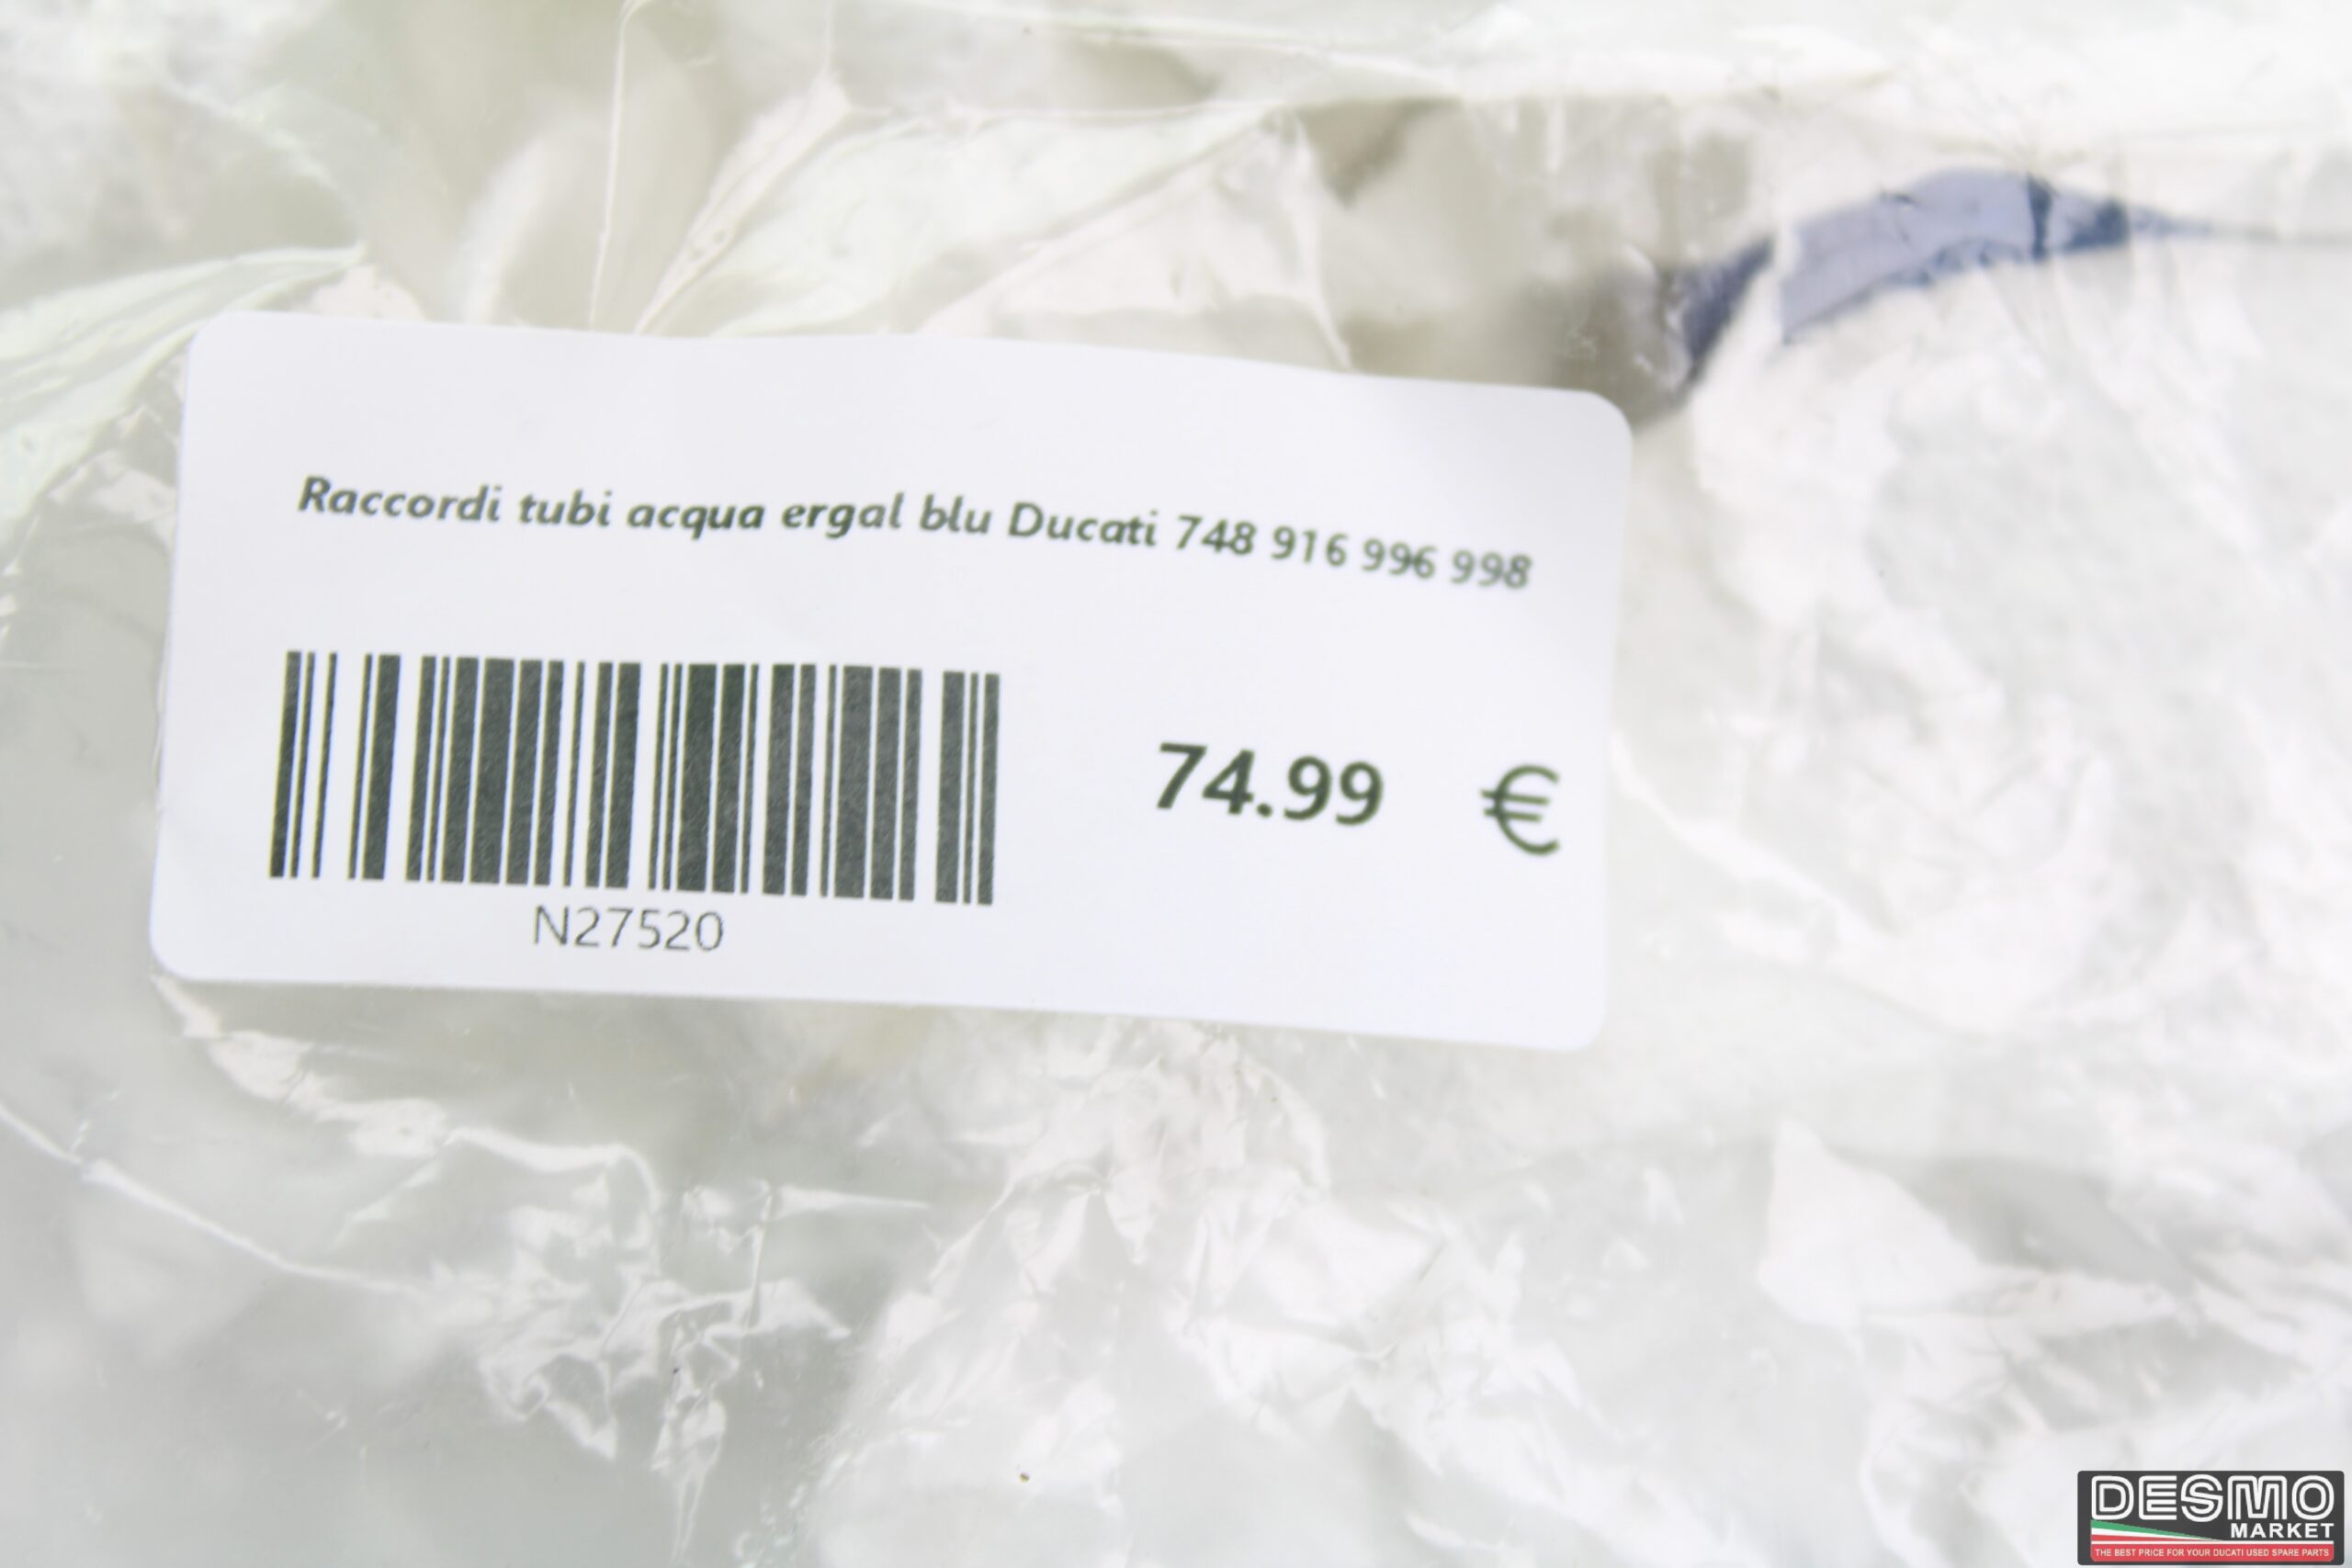 Raccordi tubi acqua ergal blu Ducati 748 916 996 998
74.99 €
N27520
DESMO
MARKET
THE BEST PRICE FOR YOUR DUCATI USED SPARE PARTS